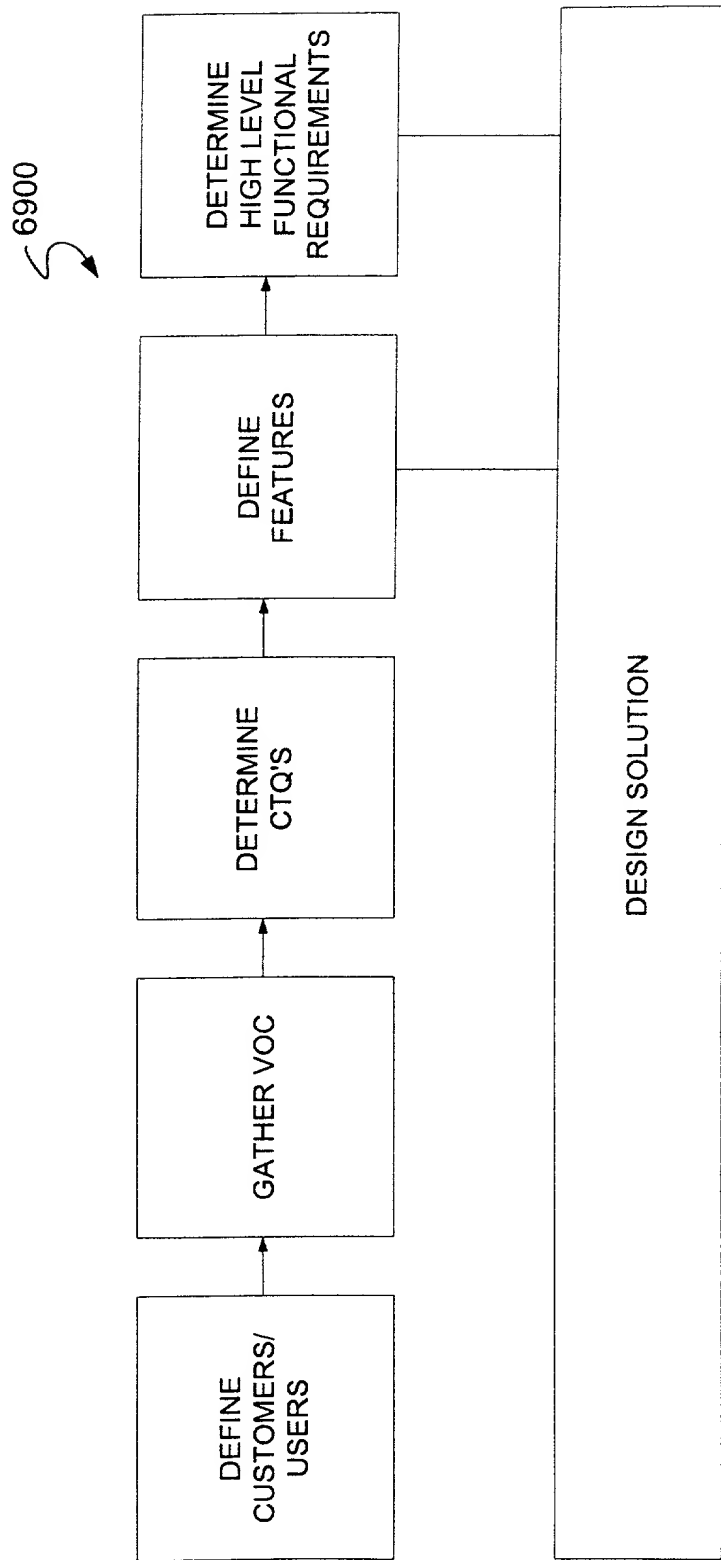 6900
DEFINE
CUSTOMERS/
USERS
GATHER VOC
DETERMINE
CTQ'S
DEFINE
FEATURES
DETERMINE
HIGH LEVEL
FUNCTIONAL
REQUIREMENTS
DESIGN SOLUTION